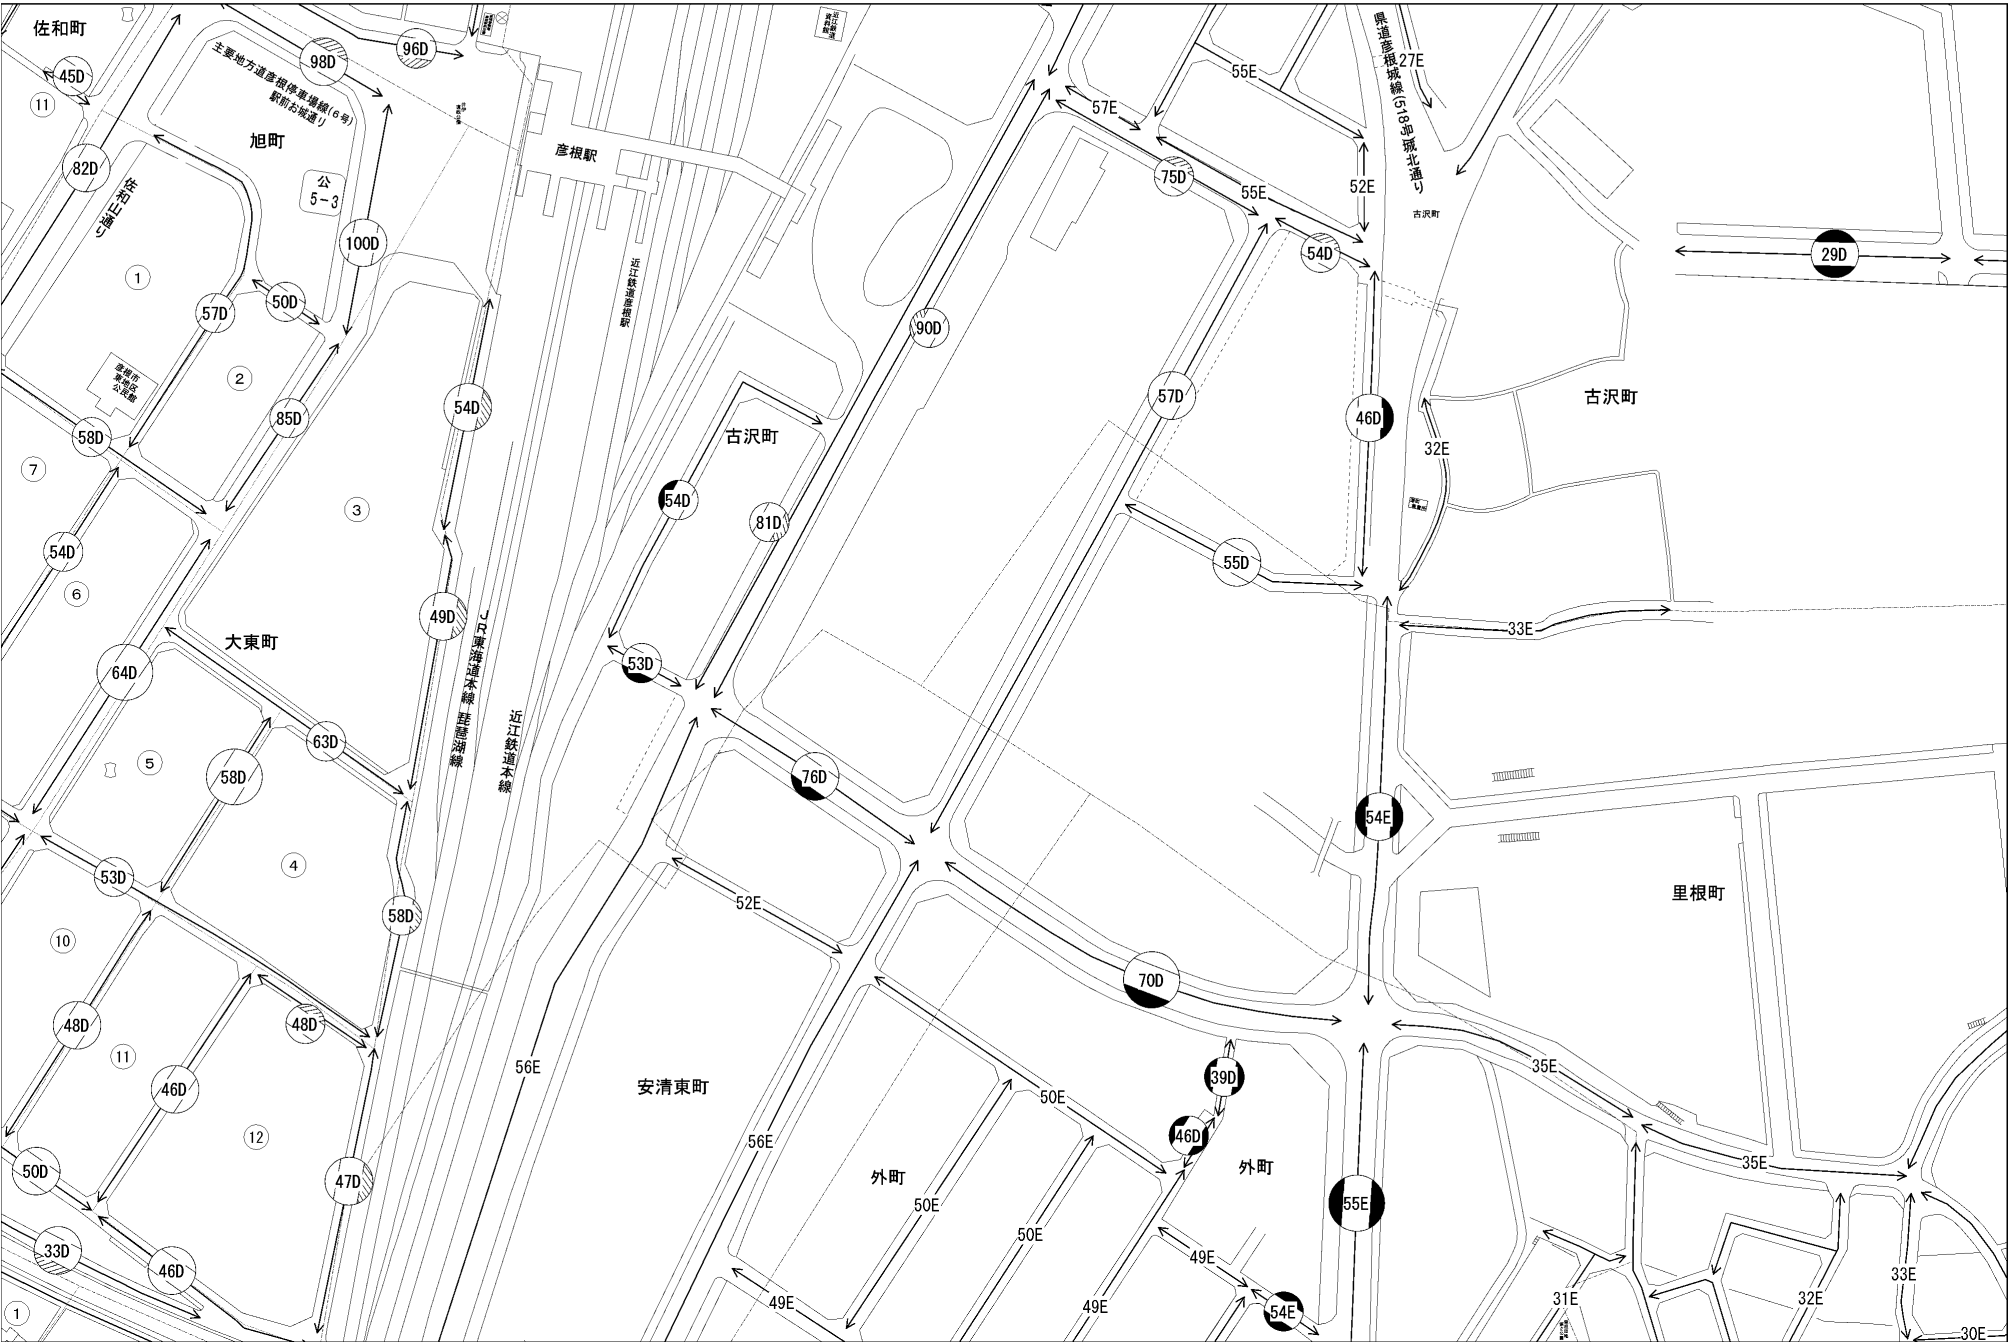 佐和町
96D
98D
45D
11
主要地方道彦根停車場線(6号)
駅前お城通り
旭町
82D
佐和山通り
公
5-3
100D
1
57D
50D
彦根市
東地区
公民館
2
85D
58D
7
54D
6
3
54D
49D
大東町
64D
63D
5
58D
4
53D
58D
10
48D
48D
11
46D
12
50D
47D
33D
46D
1
彦根駅
近江鉄道
資料館
近江鉄道彦根駅
JR東海道本線 琵琶湖線
近江鉄道本線
古沢町
54D
81D
53D
90D
76D
52E
56E
安清東町
56E
外町
50E
50E
50E
49E
49E
49E
54E
外町
46D
39D
70D
55E
54E
55D
57D
46D
54D
75D
55E
57E
55E
52E
27E
県道彦根城線(518号城北通り
古沢町
29D
古沢町
32E
33E
里根町
35E
35E
31E
32E
33E
30E